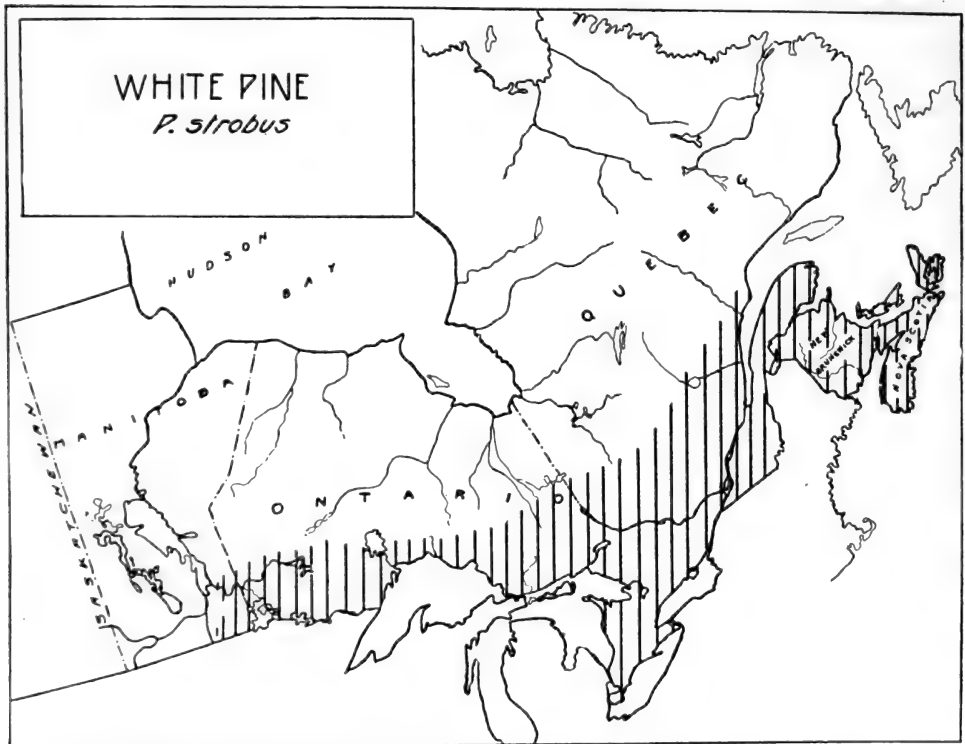 WHITE PINE
P. strobus
HUDSON
BAY
QUEBEC
MANITOBA
SASKATCHEWAN
ONTARIO
NEW
BRUNSWICK
NOVA SCOTIA